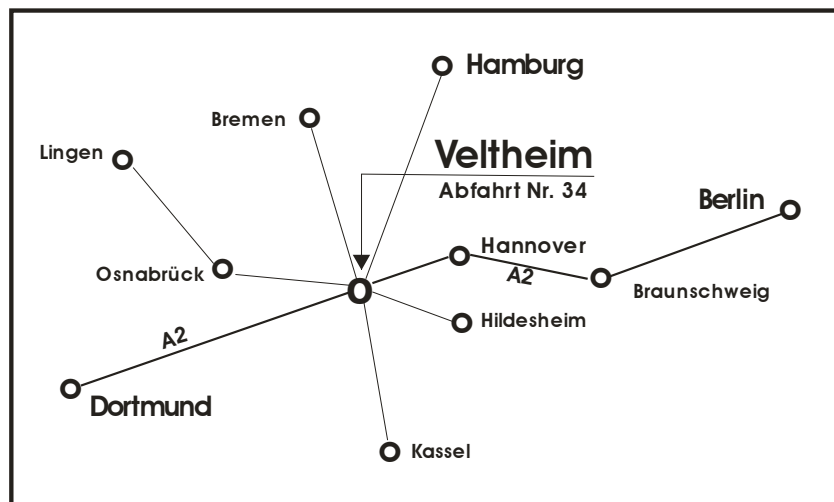 Hamburg
Bremen
Lingen
Veltheim
Abfahrt Nr. 34
Berlin
Hannover
Osnabrück
A2
Braunschweig
Hildesheim
A2
Dortmund
Kassel